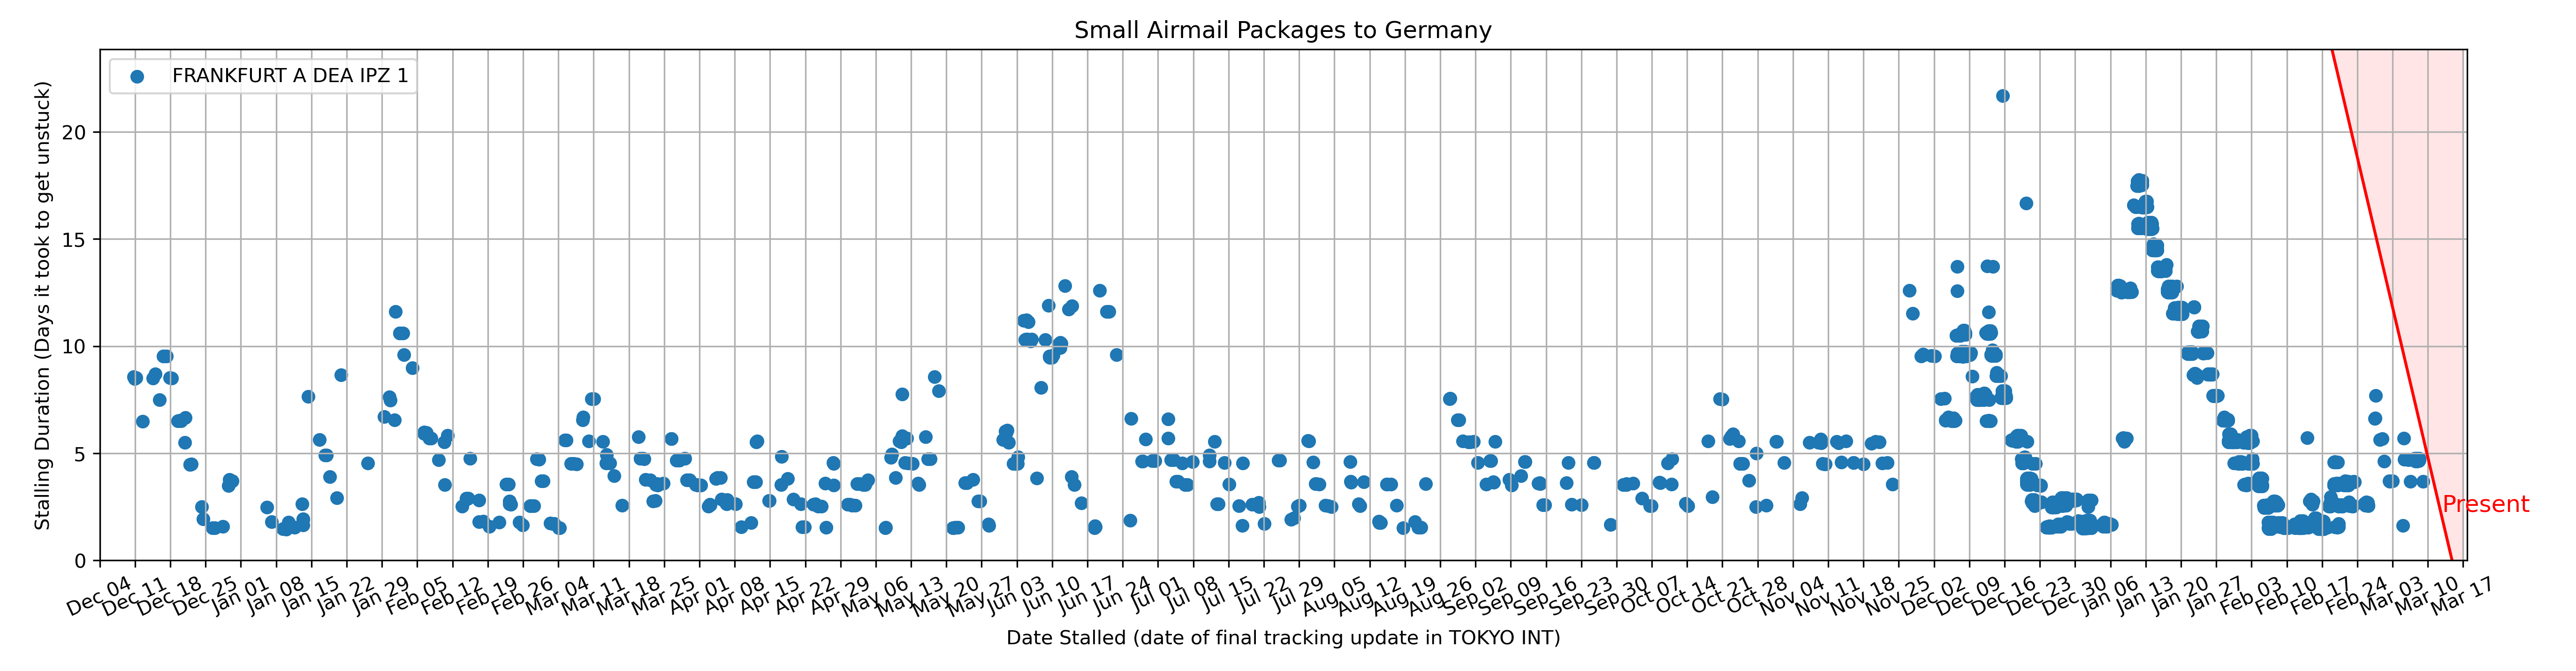 Small Airmail Packages to Germany
FRANKFURT A DEA IPZ 1
Stalling Duration (Days it took to get unstuck)
20
15
10
5
0
Present
Dec 04
Dec 11
Dec 18
Dec 25
Jan 01
Jan 08
Jan 15
Jan 22
Jan 29
Feb 05
Feb 12
Feb 19
Feb 26
Mar 04
Mar 11
Mar 18
Mar 25
Apr 01
Apr 08
Apr 15
Apr 22
Apr 29
May 06
May 13
May 20
May 27
Jun 03
Jun 10
Jun 17
Jun 24
Jul 01
Jul 08
Jul 15
Jul 22
Jul 29
Aug 05
Aug 12
Aug 19
Aug 26
Sep 02
Sep 09
Sep 16
Sep 23
Sep 30
Oct 07
Oct 14
Oct 21
Oct 28
Nov 04
Nov 11
Nov 18
Nov 25
Dec 02
Dec 09
Dec 16
Dec 23
Dec 30
Jan 06
Jan 13
Jan 20
Jan 27
Feb 03
Feb 10
Feb 17
Feb 24
Mar 03
Mar 10
Mar 17
Date Stalled (date of final tracking update in TOKYO INT)